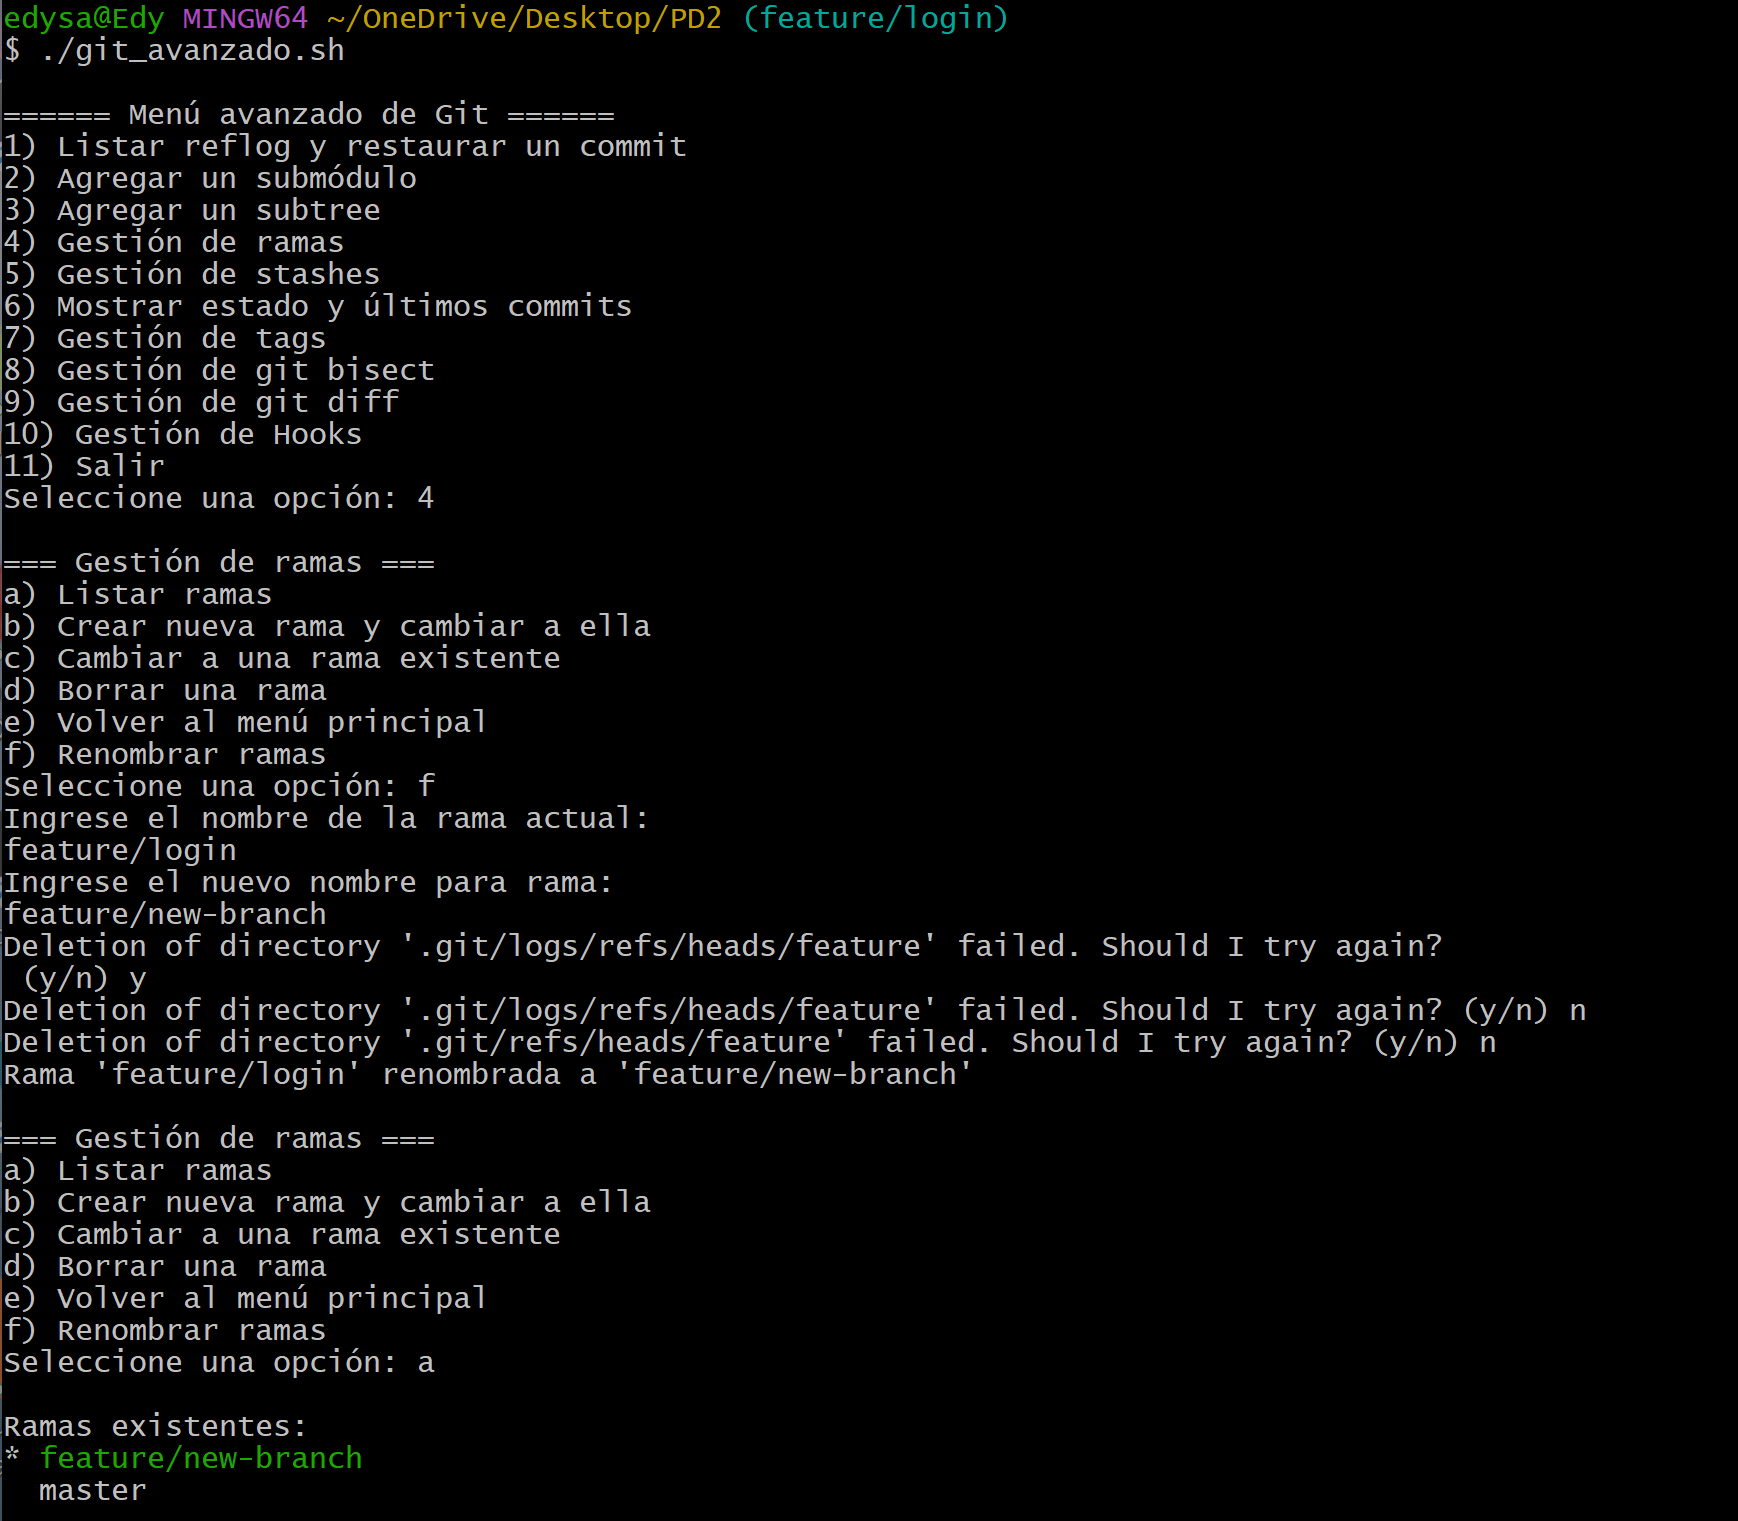 edysa@Edy MINGW64 ~/OneDrive/Desktop/PD2 (feature/login)
$ ./git_avanzado.sh
====== Menú avanzado de Git ======
1) Listar reflog y restaurar un commit
2) Agregar un submódulo
3) Agregar un subtree
4) Gestión de ramas
5) Gestión de stashes
6) Mostrar estado y últimos commits
7) Gestión de tags
8) Gestión de git bisect
9) Gestión de git diff
10) Gestión de Hooks
11) Salir
Seleccione una opción: 4
=== Gestión de ramas ===
a) Listar ramas
b) Crear nueva rama y cambiar a ella
c) Cambiar a una rama existente
d) Borrar una rama
e) Volver al menú principal
f) Renombrar ramas
Seleccione una opción: f
Ingrese el nombre de la rama actual:
feature/login
Ingrese el nuevo nombre para rama:
feature/new-branch
Deletion of directory '.git/logs/refs/heads/feature' failed. Should I try again?
(y/n) y
Deletion of directory '.git/logs/refs/heads/feature' failed. Should I try again? (y/n) n
Deletion of directory '.git/refs/heads/feature' failed. Should I try again? (y/n) n
Rama 'feature/login' renombrada a 'feature/new-branch'
=== Gestión de ramas ===
a) Listar ramas
b) Crear nueva rama y cambiar a ella
c) Cambiar a una rama existente
d) Borrar una rama
e) Volver al menú principal
f) Renombrar ramas
Seleccione una opción: a
Ramas existentes:
* feature/new-branch
master